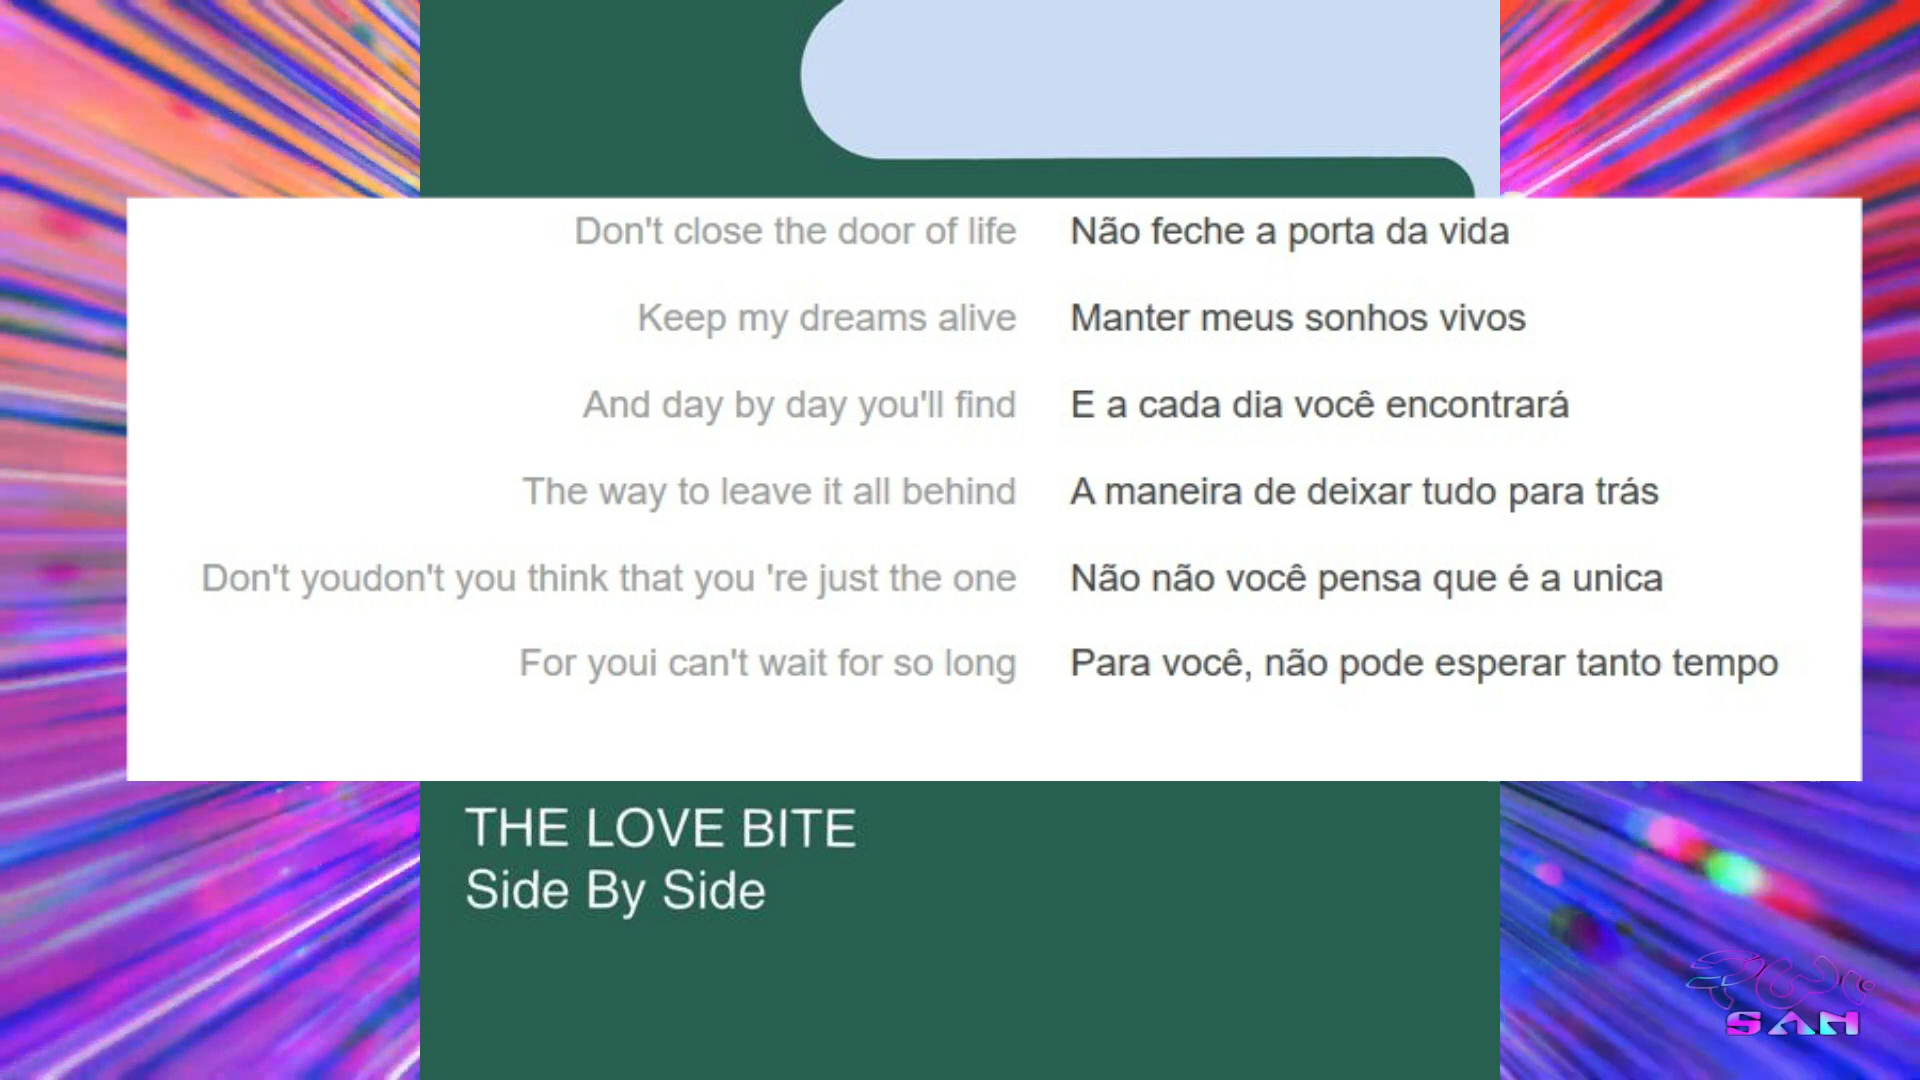 Don't close the door of life
Não feche a porta da vida
Keep my dreams alive
Manter meus sonhos vivos
And day by day you'll find
E a cada dia você encontrará
The way to leave it all behind
A maneira de deixar tudo para trás
Don't youdon't you think that you 're just the one
Não não você pensa que é a unica
For youi can't wait for so long
Para você, não pode esperar tanto tempo
THE LOVE BITE
Side By Side
SAN